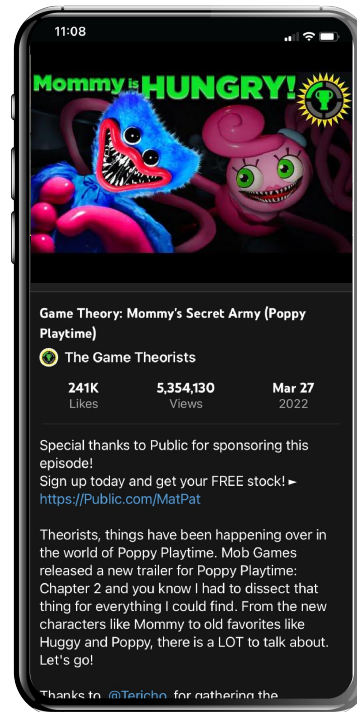 11:08
Mommy is HUNGRY!
Game Theory: Mommy's Secret Army (Poppy
Playtime)
The Game Theorists
241K 5,354,130 Mar 27
Likes Views 2022
Special thanks to Public for sponsoring this
episode!
Sign up today and get your FREE stock! ►
https://Public.com/MatPat
Theorists, things have been happening over in
the world of Poppy Playtime. Mob Games
released a new trailer for Poppy Playtime:
Chapter 2 and you know I had to dissect that
thing for everything I could find. From the new
characters like Mommy to old favorites like
Huggy and Poppy, there is a LOT to talk about.
Let's go!
Thanks to @Tericho for gathering the